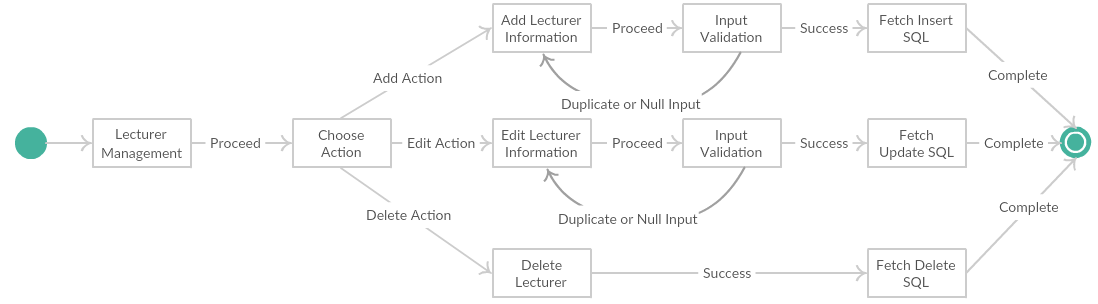 Add Lecturer
Information
Proceed
Input
Validation
Success
Fetch Insert
SQL
Add Action
Complete
Duplicate or Null Input
Lecturer
Management
Proceed
Choose
Action
Edit Action
Edit Lecturer
Information
Proceed
Input
Validation
Success
Fetch
Update SQL
Complete
Delete Action
Duplicate or Null Input
Complete
Delete
Lecturer
Success
Fetch Delete
SQL